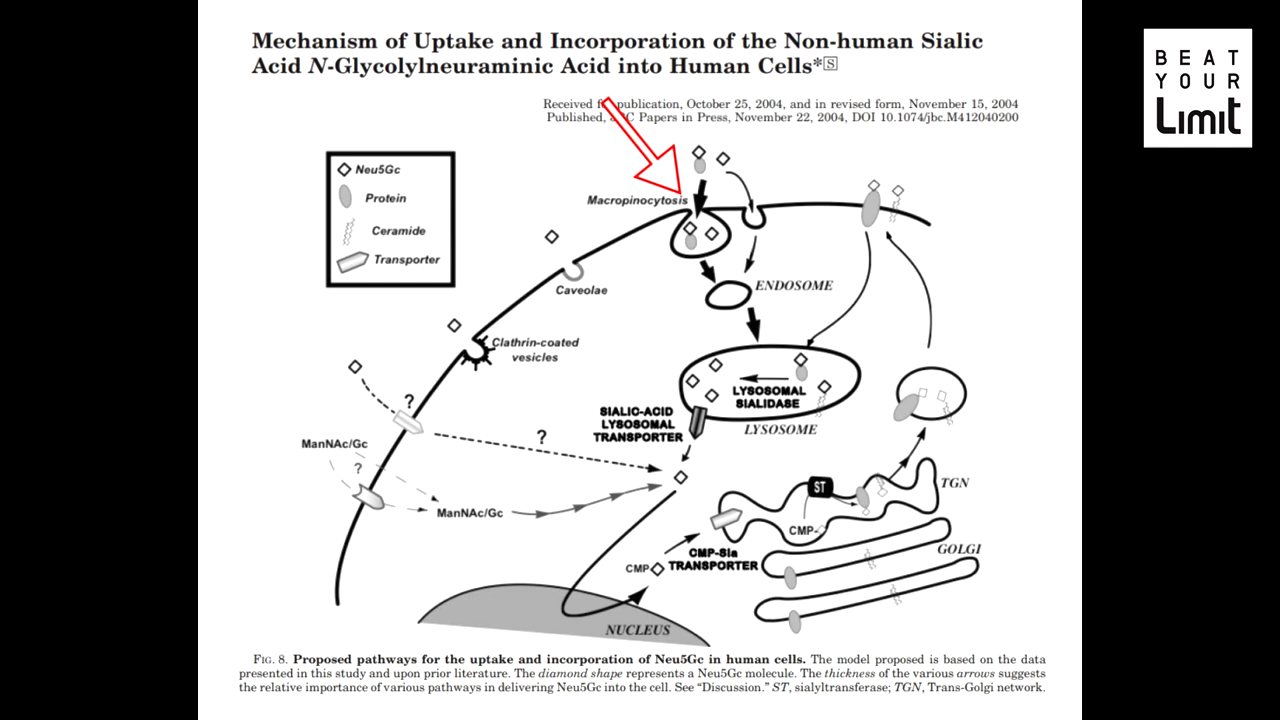 Mechanism of Uptake and Incorporation of the Non-human Sialic
Acid N-Glycolylneuraminic Acid into Human Cells*S
BEAT
YOUR
Limit
Received publication, October 25, 2004, and in revised form, November 15, 2004
Published, Papers in Press, November 22, 2004, DOI 10.1074/jbc.M412040200
Neu5Gc
Protein
Ceramide
Transporter
Macropinocytosis
Caveolae
ENDOSOME
Clathrin-coated
vesicles
LYSOSOMAL
SIALIDASE
LYSOSOME
SIALIC-ACID
LYSOSOMAL
TRANSPORTER
?
?
ManNAc/Gc
?
ManNAc/Gc
ST
TGN
CMP-
GOLGI
CMP
CMP-Sia
TRANSPORTER
NUCLEUS
FIG. 8. Proposed pathways for the uptake and incorporation of Neu5Gc in human cells. The model proposed is based on the data
presented in this study and upon prior literature. The diamond shape represents a Neu5Gc molecule. The thickness of the various arrows suggests
the relative importance of various pathways in delivering Neu5Gc into the cell. See "Discussion." ST, sialyltransferase; TGN, Trans-Golgi network.